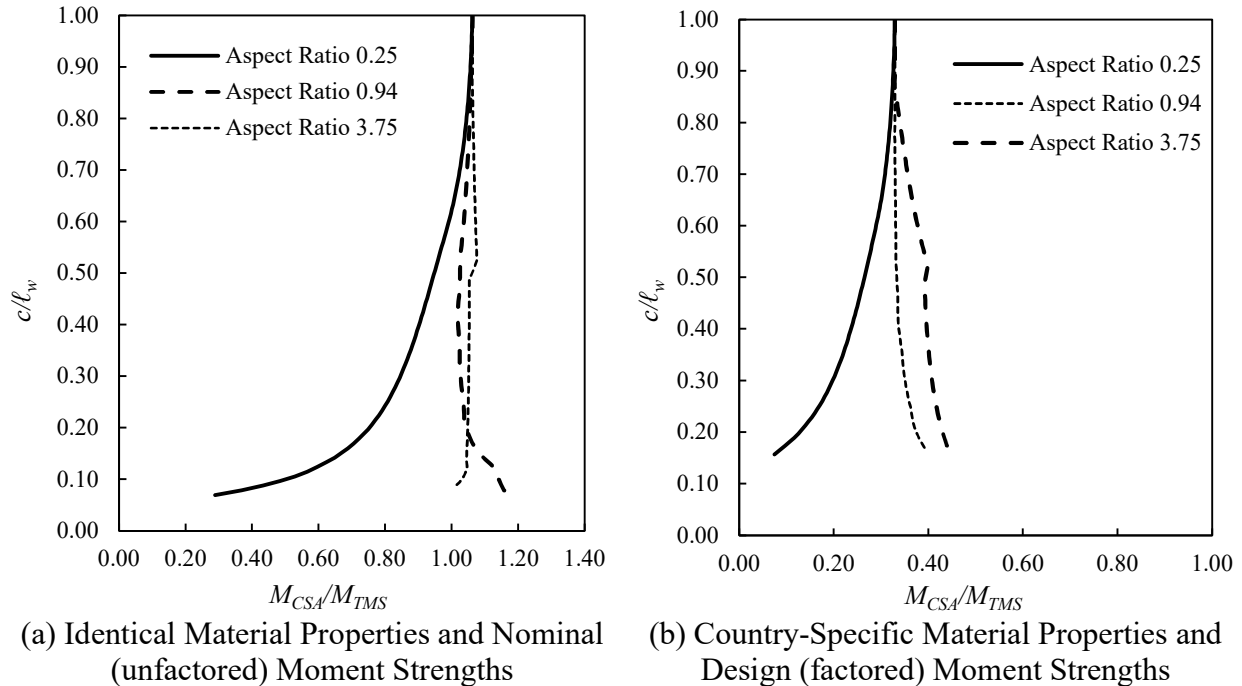 1.00
0.90
0.80
0.70
0.60
0.50
0.40
0.30
0.20
0.10
0.00
c/ℓw
Aspect Ratio 0.25
Aspect Ratio 0.94
Aspect Ratio 3.75
0.00 0.20 0.40 0.60 0.80 1.00 1.20 1.40
MCSA/MTMS
(a) Identical Material Properties and Nominal
(unfactored) Moment Strengths
1.00
0.90
0.80
0.70
0.60
0.50
0.40
0.30
0.20
0.10
0.00
c/ℓw
Aspect Ratio 0.25
Aspect Ratio 0.94
Aspect Ratio 3.75
0.00 0.20 0.40 0.60 0.80 1.00
MCSA/MTMS
(b) Country-Specific Material Properties and
Design (factored) Moment Strengths